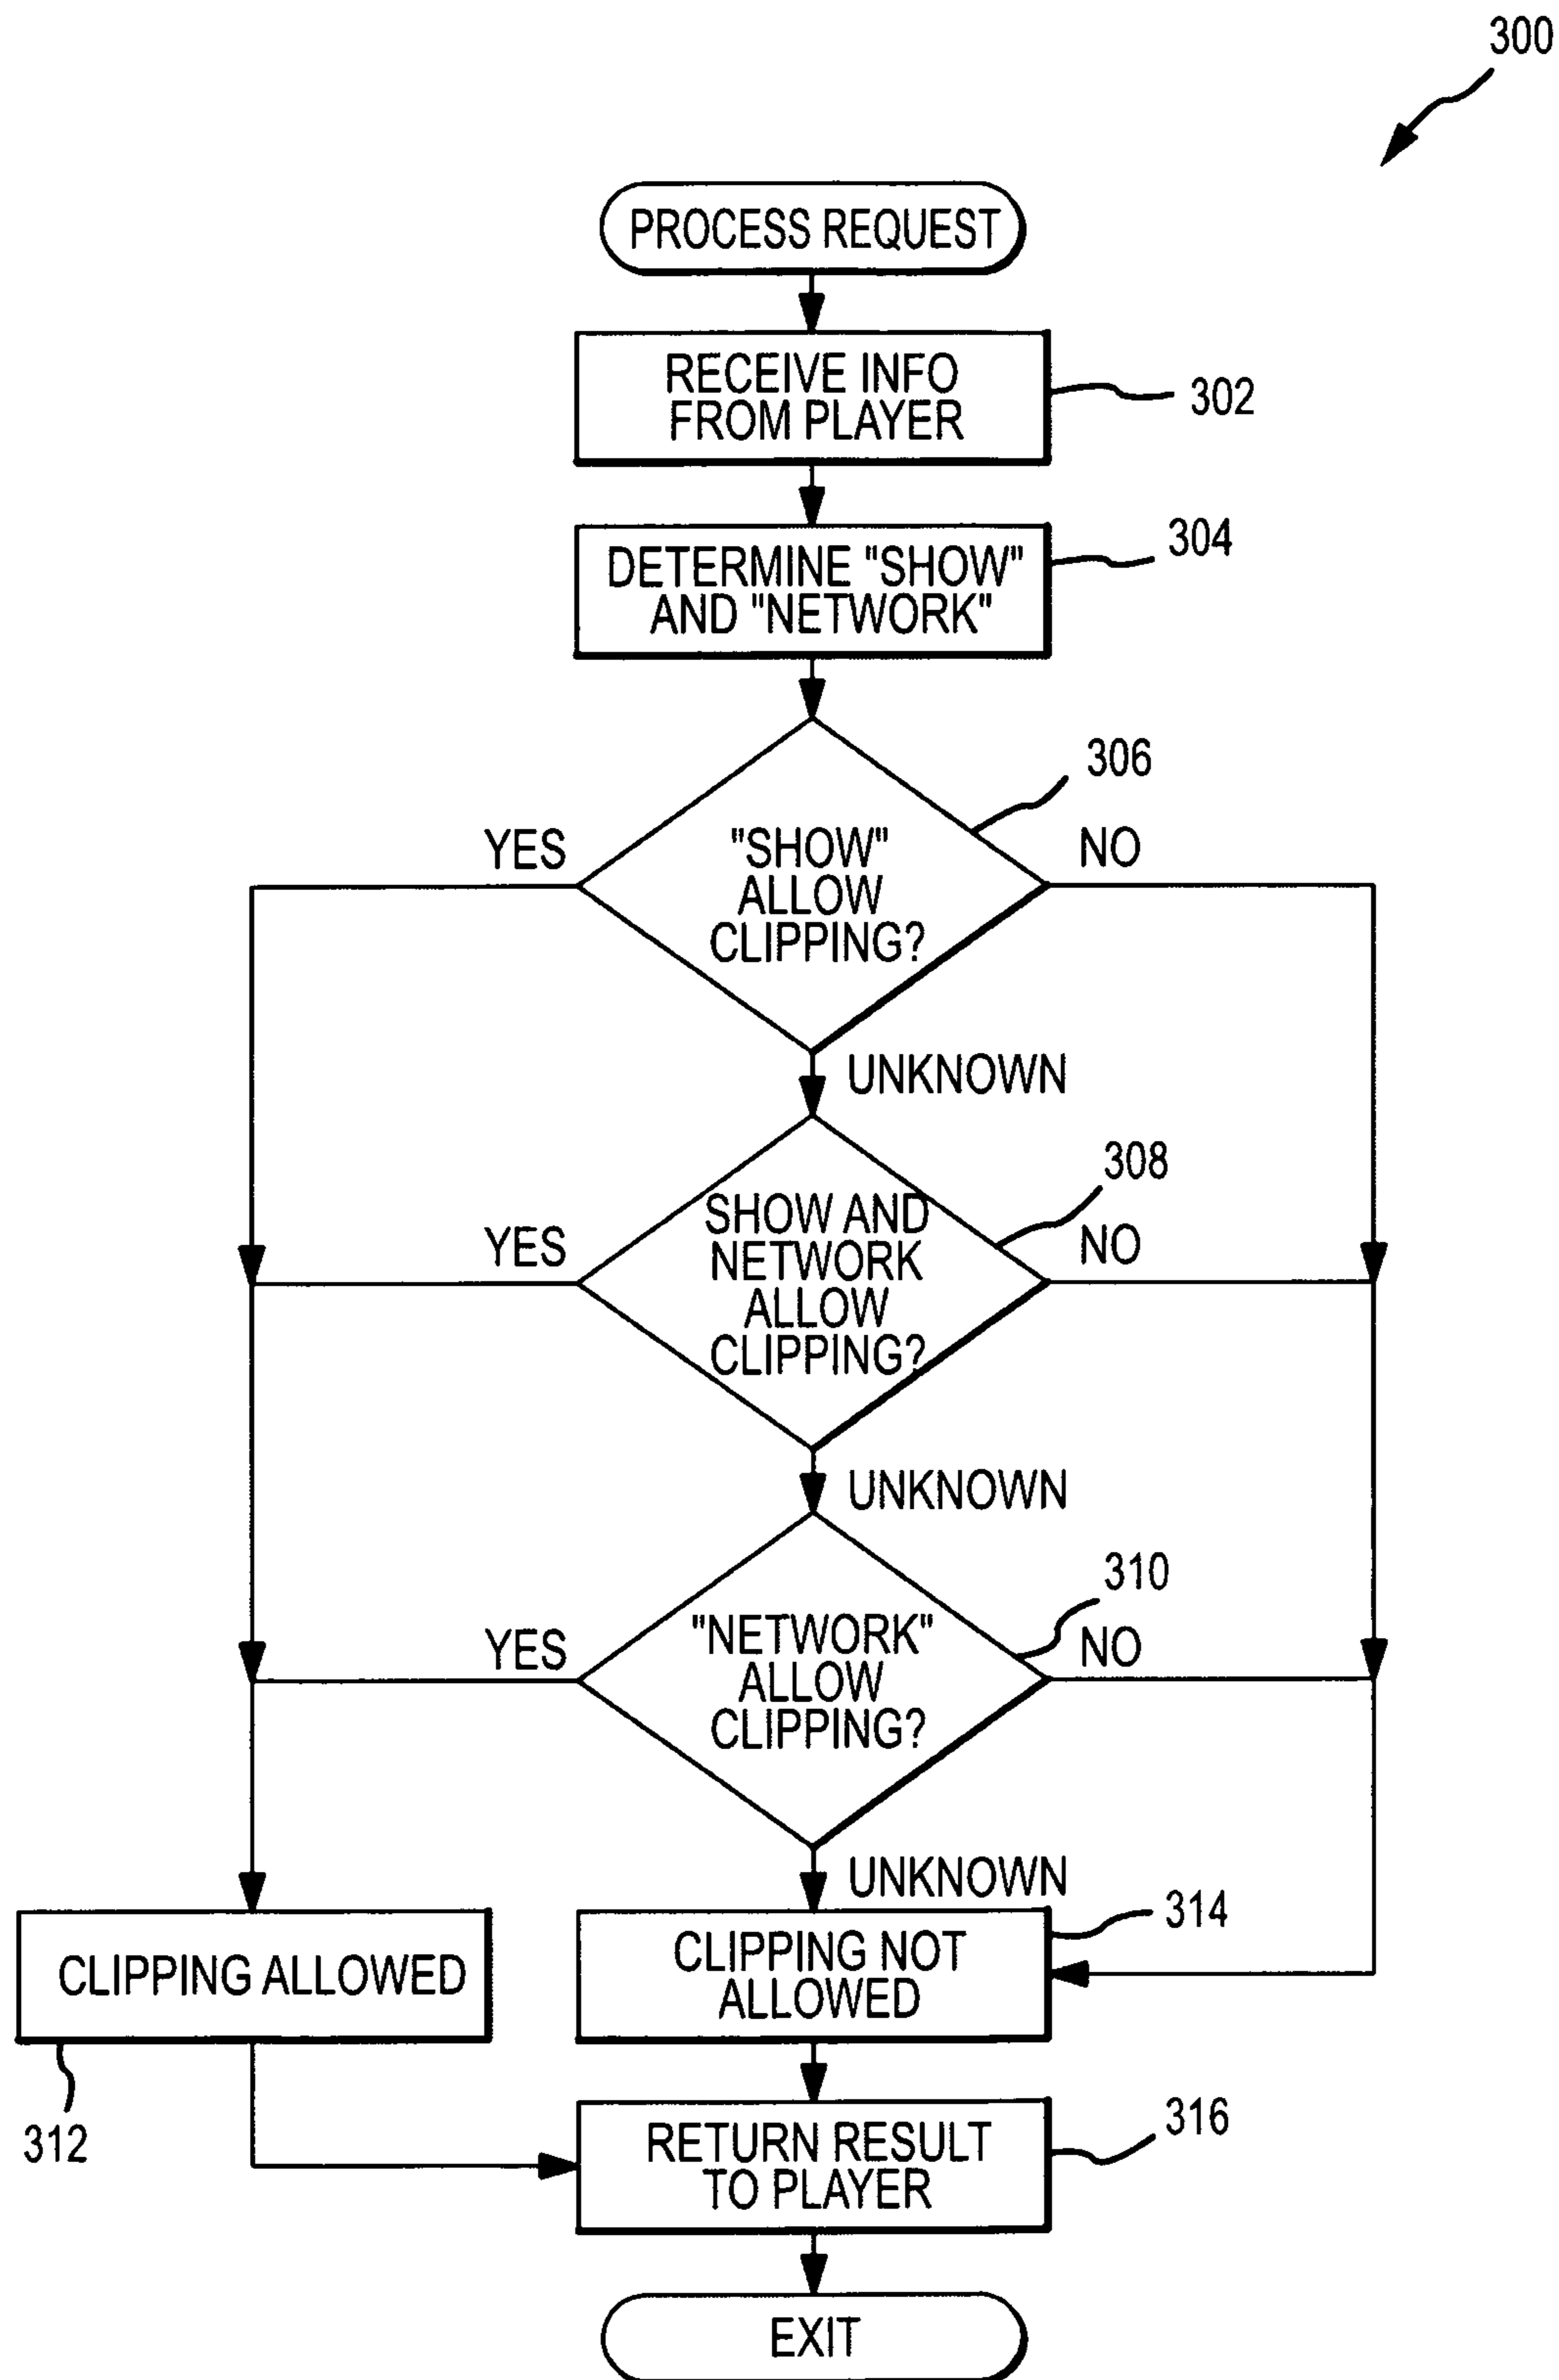 300
PROCESS REQUEST
RECEIVE INFO
FROM PLAYER
302
DETERMINE "SHOW"
AND "NETWORK"
304
306
YES
"SHOW"
ALLOW
CLIPPING?
NO
UNKNOWN
308
YES
SHOW AND
NETWORK
ALLOW
CLIPPING?
NO
UNKNOWN
310
YES
"NETWORK"
ALLOW
CLIPPING?
NO
UNKNOWN
314
CLIPPING ALLOWED
CLIPPING NOT
ALLOWED
312
RETURN RESULT
TO PLAYER
316
EXIT